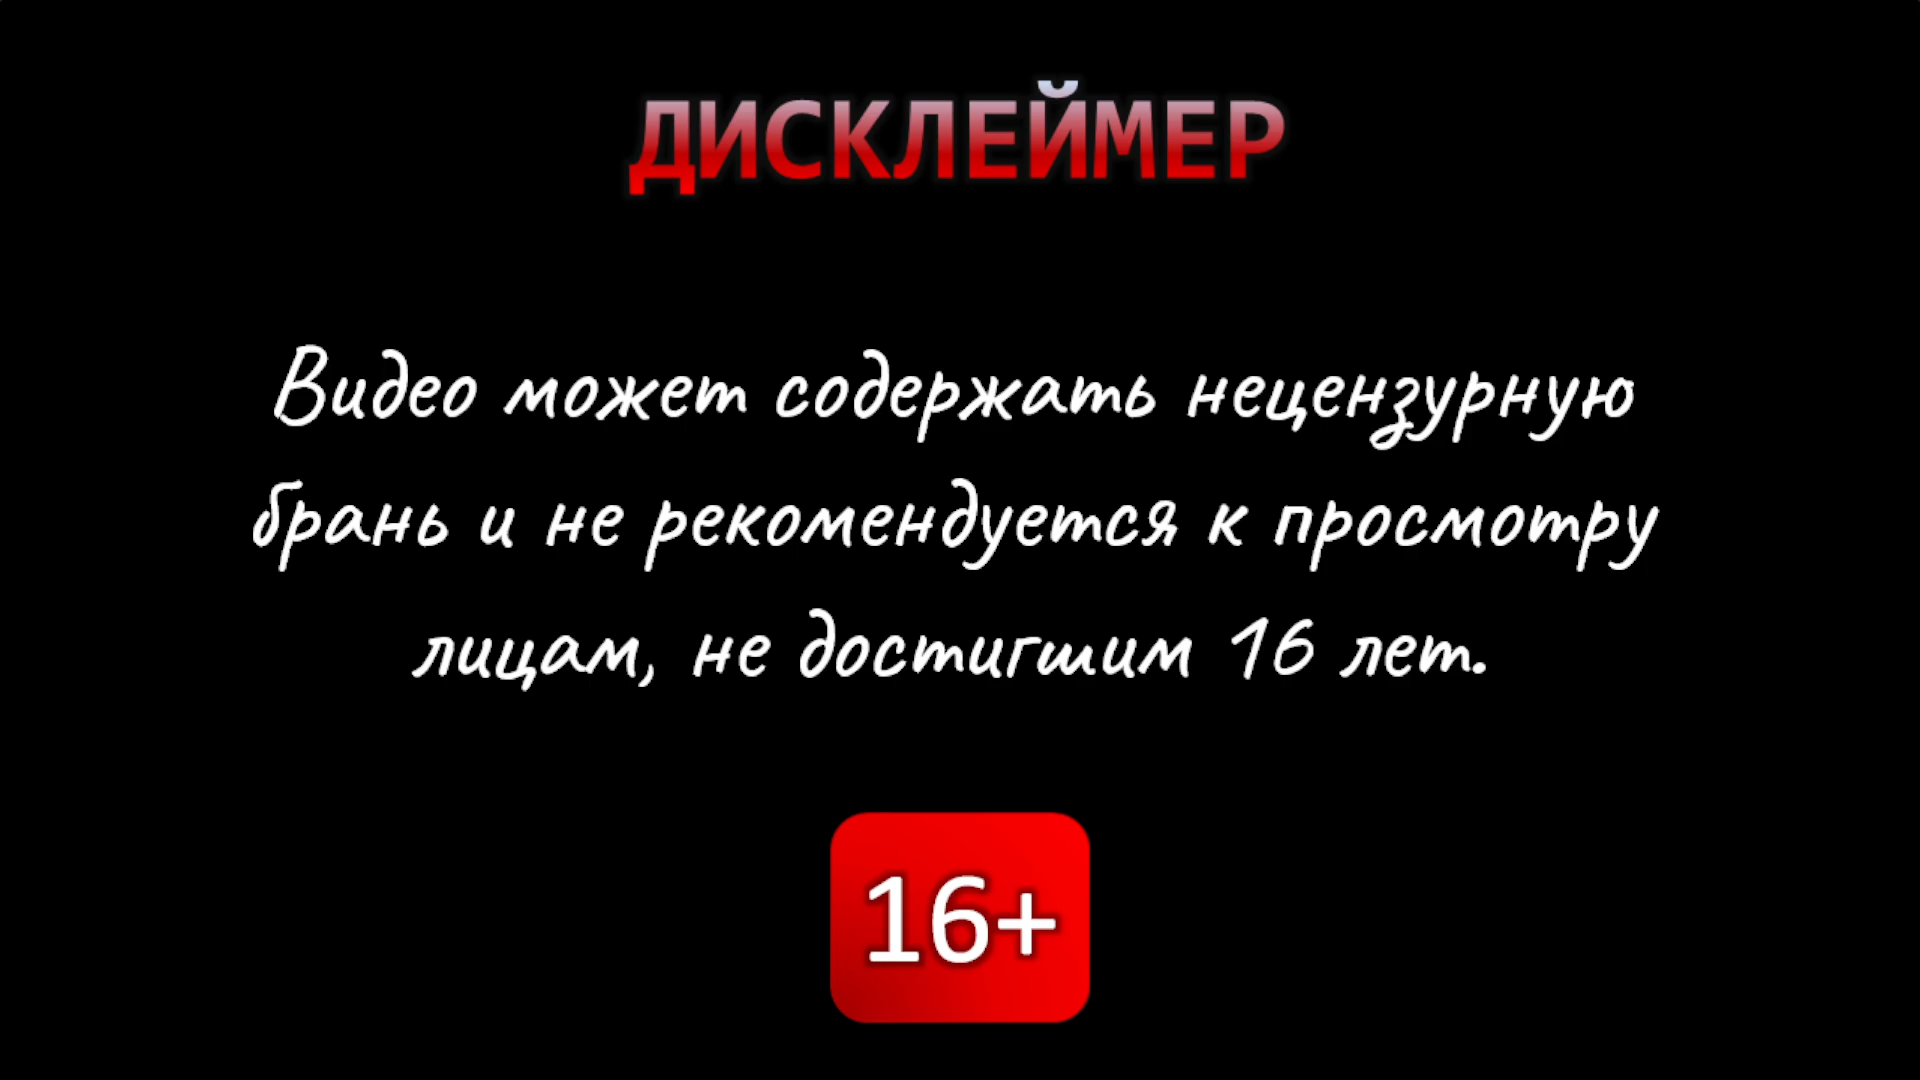 ДИСКЛЕЙМЕР
Видео может содержать нецензурную
брань и не рекомендуется к просмотру
лицам, не достигшим 16 лет.
16+